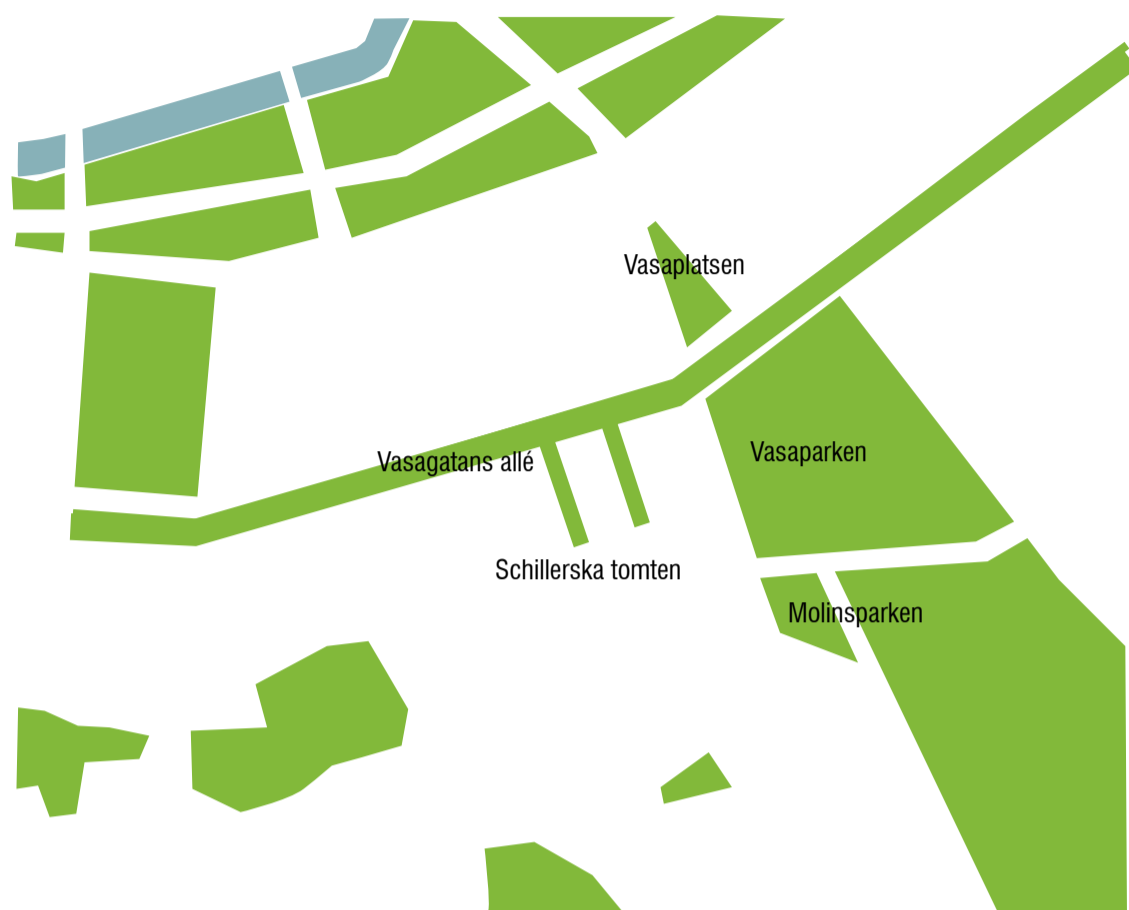 Vasaplatsen
Vasagatans allé
Vasaparken
Schillerska tomten
Molinsparken